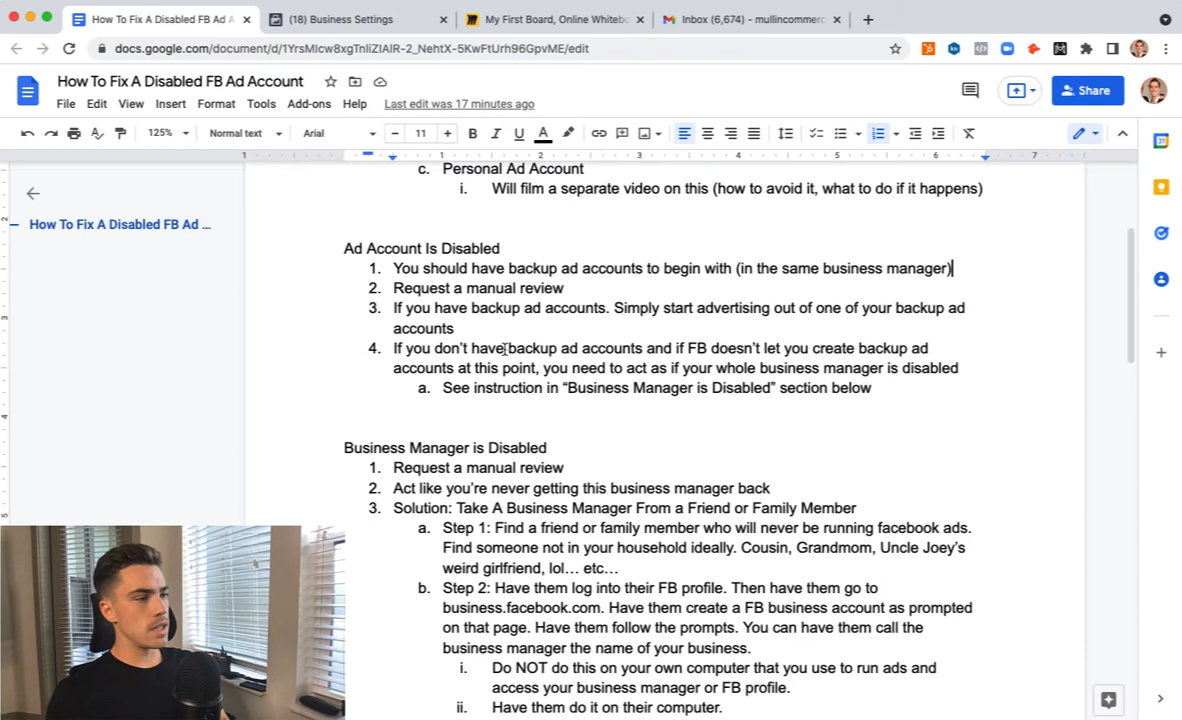 How To Fix A Disabled FB Ad A
(18) Business Settings
My First Board, Online Whitebo
Inbox (6,674) - mullincommerc
docs.google.com/document/d/1YrsMlcw8xgTnliZIAlR-2_NehtX-5KwFtUrh96GpvME/edit
How To Fix A Disabled FB Ad Account
File Edit View Insert Format Tools Add-ons Help Last edit was 17 minutes ago
Share
125% Normal text Arial 11 B I U A
1 1 2 3 4 5 6 7
c. Personal Ad Account
i. Will film a separate video on this (how to avoid it, what to do if it happens)
How To Fix A Disabled FB Ad ...
Ad Account Is Disabled
1. You should have backup ad accounts to begin with (in the same business manager)
2. Request a manual review
3. If you have backup ad accounts. Simply start advertising out of one of your backup ad
accounts
4. If you don't have backup ad accounts and if FB doesn't let you create backup ad
accounts at this point, you need to act as if your whole business manager is disabled
a. See instruction in “Business Manager is Disabled” section below
Business Manager is Disabled
1. Request a manual review
2. Act like you're never getting this business manager back
3. Solution: Take A Business Manager From a Friend or Family Member
a. Step 1: Find a friend or family member who will never be running facebook ads.
Find someone not in your household ideally. Cousin, Grandmom, Uncle Joey's
weird girlfriend, lol... etc...
b. Step 2: Have them log into their FB profile. Then have them go to
business.facebook.com. Have them create a FB business account as prompted
on that page. Have them follow the prompts. You can have them call the
business manager the name of your business.
i. Do NOT do this on your own computer that you use to run ads and
access your business manager or FB profile.
ii. Have them do it on their computer.